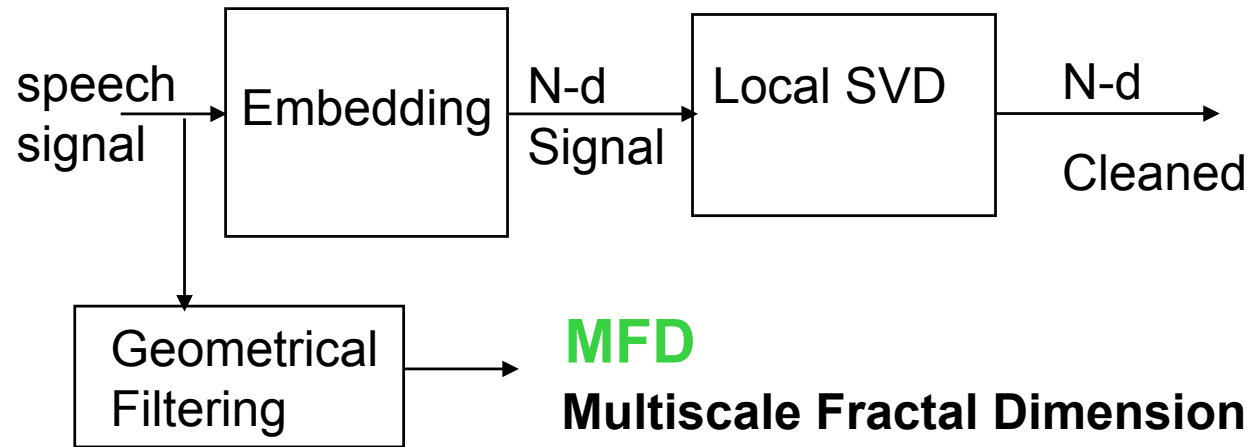 speech
signal
Embedding
N-d
Signal
Local SVD
N-d
Cleaned
Geometrical
Filtering
MFD
Multiscale Fractal Dimension